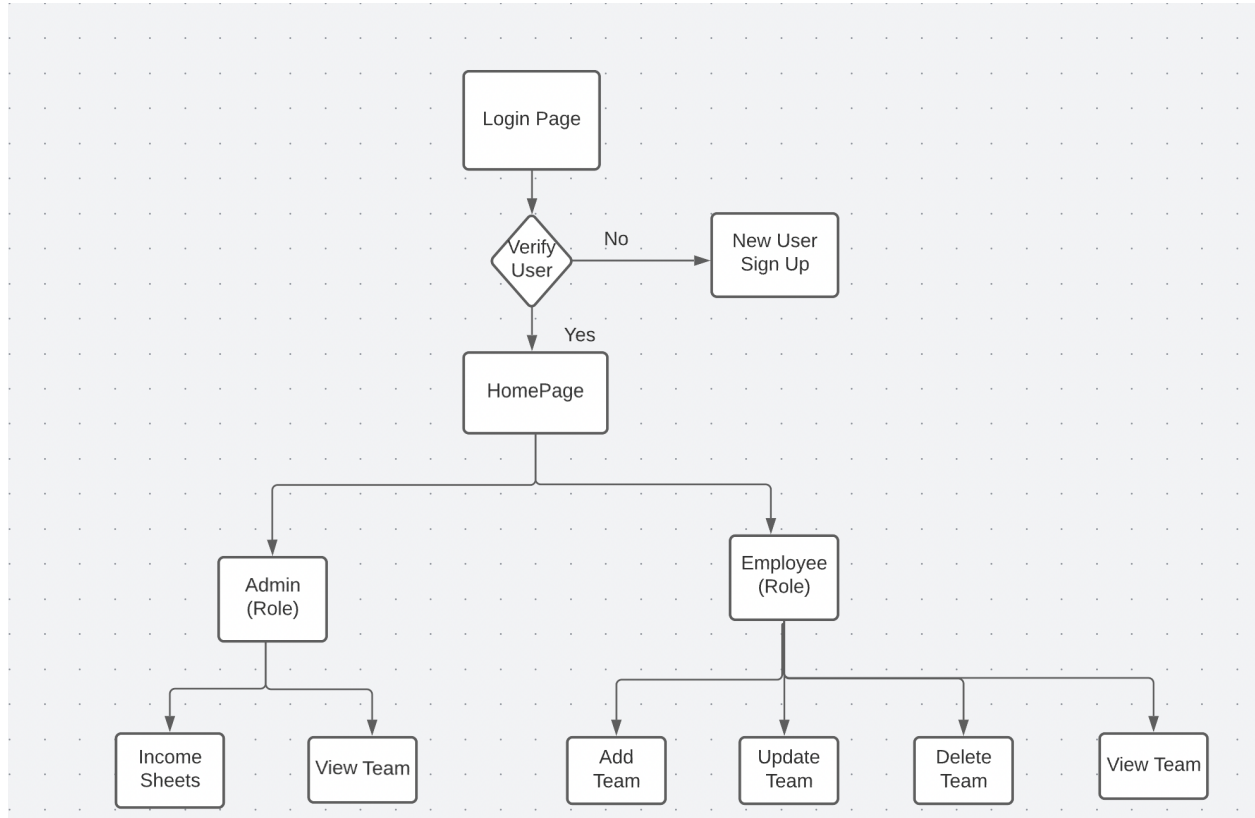 Login Page
Verify
User
No
New User
Sign Up
Yes
HomePage
Admin
(Role)
Employee
(Role)
Income
Sheets
View Team
Add
Team
Update
Team
Delete
Team
View Team